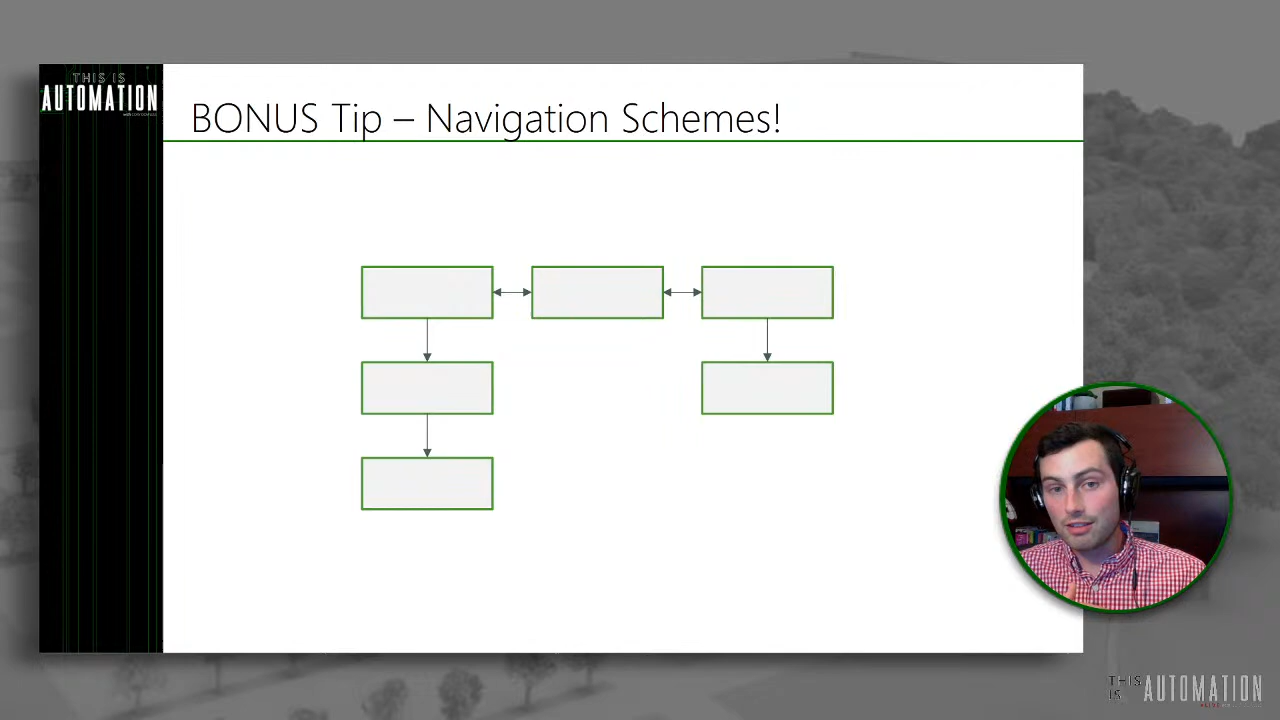 THIS IS
AUTOMATION
BONUS Tip – Navigation Schemes!
THIS
IS
AUTOMATION